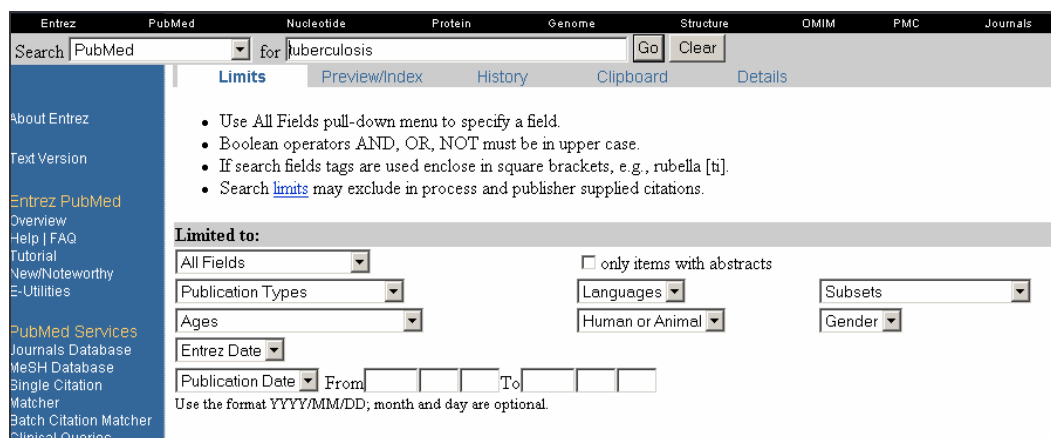 Entrez PubMed Nucleotide Protein Genome Structure OMIM PMC Journals
Search PubMed for tuberculosis Go Clear
Limits Preview/Index History Clipboard Details
About Entrez
Text Version
Entrez PubMed
Overview
Help | FAQ
Tutorial
New/Noteworthy
E-Utilities
PubMed Services
Journals Database
MeSH Database
Single Citation
Matcher
Batch Citation Matcher
Clinical Queries
• Use All Fields pull-down menu to specify a field.
• Boolean operators AND, OR, NOT must be in upper case.
• If search fields tags are used enclose in square brackets, e.g., rubella [ti].
• Search limits may exclude in process and publisher supplied citations.
Limited to:
All Fields only items with abstracts
Publication Types Languages Subsets
Ages Human or Animal Gender
Entrez Date
Publication Date From To
Use the format YYYY/MM/DD; month and day are optional.